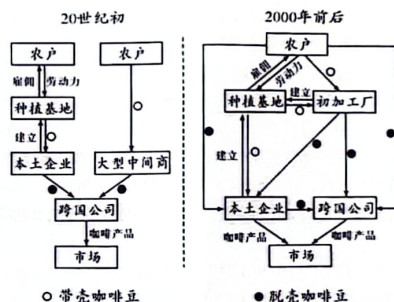 20世纪初
农户
雇佣
劳动力
种植基地
建立
本土企业
大型中间商
跨国公司
咖啡产品
市场
带壳咖啡豆
2000年前后
农户
雇佣
劳动力
建立
种植基地
初加工厂
建立
本土企业
跨国公司
咖啡产品
咖啡产品
市场
脱壳咖啡豆